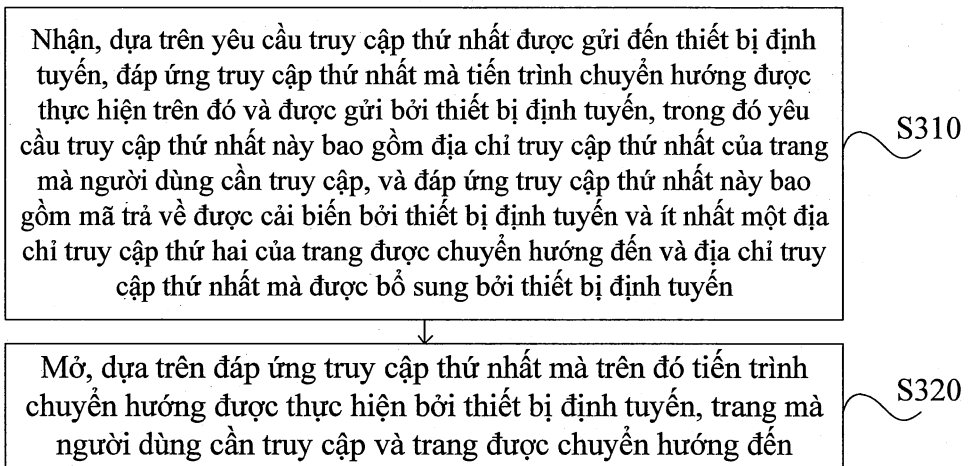 Nhận, dựa trên yêu cầu truy cập thứ nhất được gửi đến thiết bị định
tuyến, đáp ứng truy cập thứ nhất mà tiến trình chuyển hướng được
thực hiện trên đó và được gửi bởi thiết bị định tuyến, trong đó yêu
cầu truy cập thứ nhất này bao gồm địa chỉ truy cập thứ nhất của trang
mà người dùng cần truy cập, và đáp ứng truy cập thứ nhất này bao
gồm mã trả về được cải biến bởi thiết bị định tuyến và ít nhất một địa
chỉ truy cập thứ hai của trang được chuyển hướng đến và địa chỉ truy
cập thứ nhất mà được bổ sung bởi thiết bị định tuyến
S310
Mở, dựa trên đáp ứng truy cập thứ nhất mà trên đó tiến trình
chuyển hướng được thực hiện bởi thiết bị định tuyến, trang mà
người dùng cần truy cập và trang được chuyển hướng đến
S320